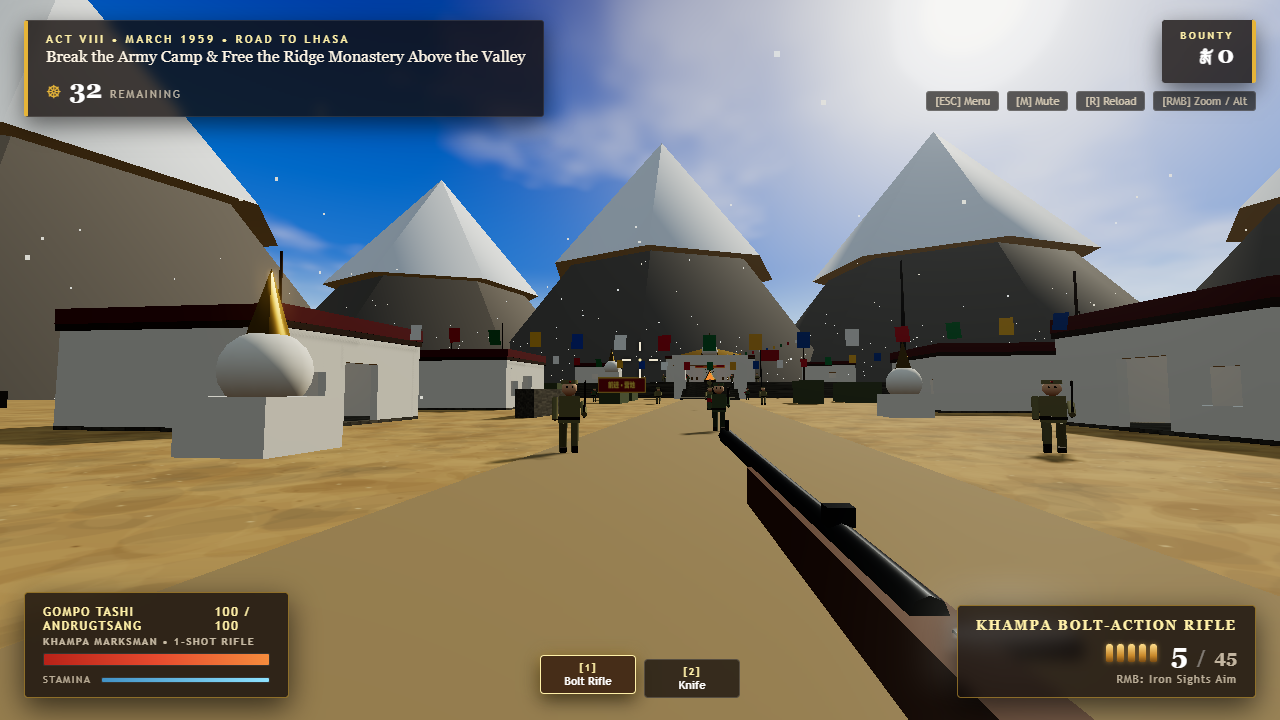 ACT VIII • MARCH 1959 • ROAD TO LHASA
Break the Army Camp & Free the Ridge Monastery Above the Valley
32 REMAINING
BOUNTY
0
[ESC] Menu
[M] Mute
[R] Reload
[RMB] Zoom / Alt
GOMPO TASHI ANDRUGTSANG
100 / 100
KHAMPA MARKSMAN • 1-SHOT RIFLE
STAMINA
[1]
Bolt Rifle
[2]
Knife
KHAMPA BOLT-ACTION RIFLE
5 / 45
RMB: Iron Sights Aim